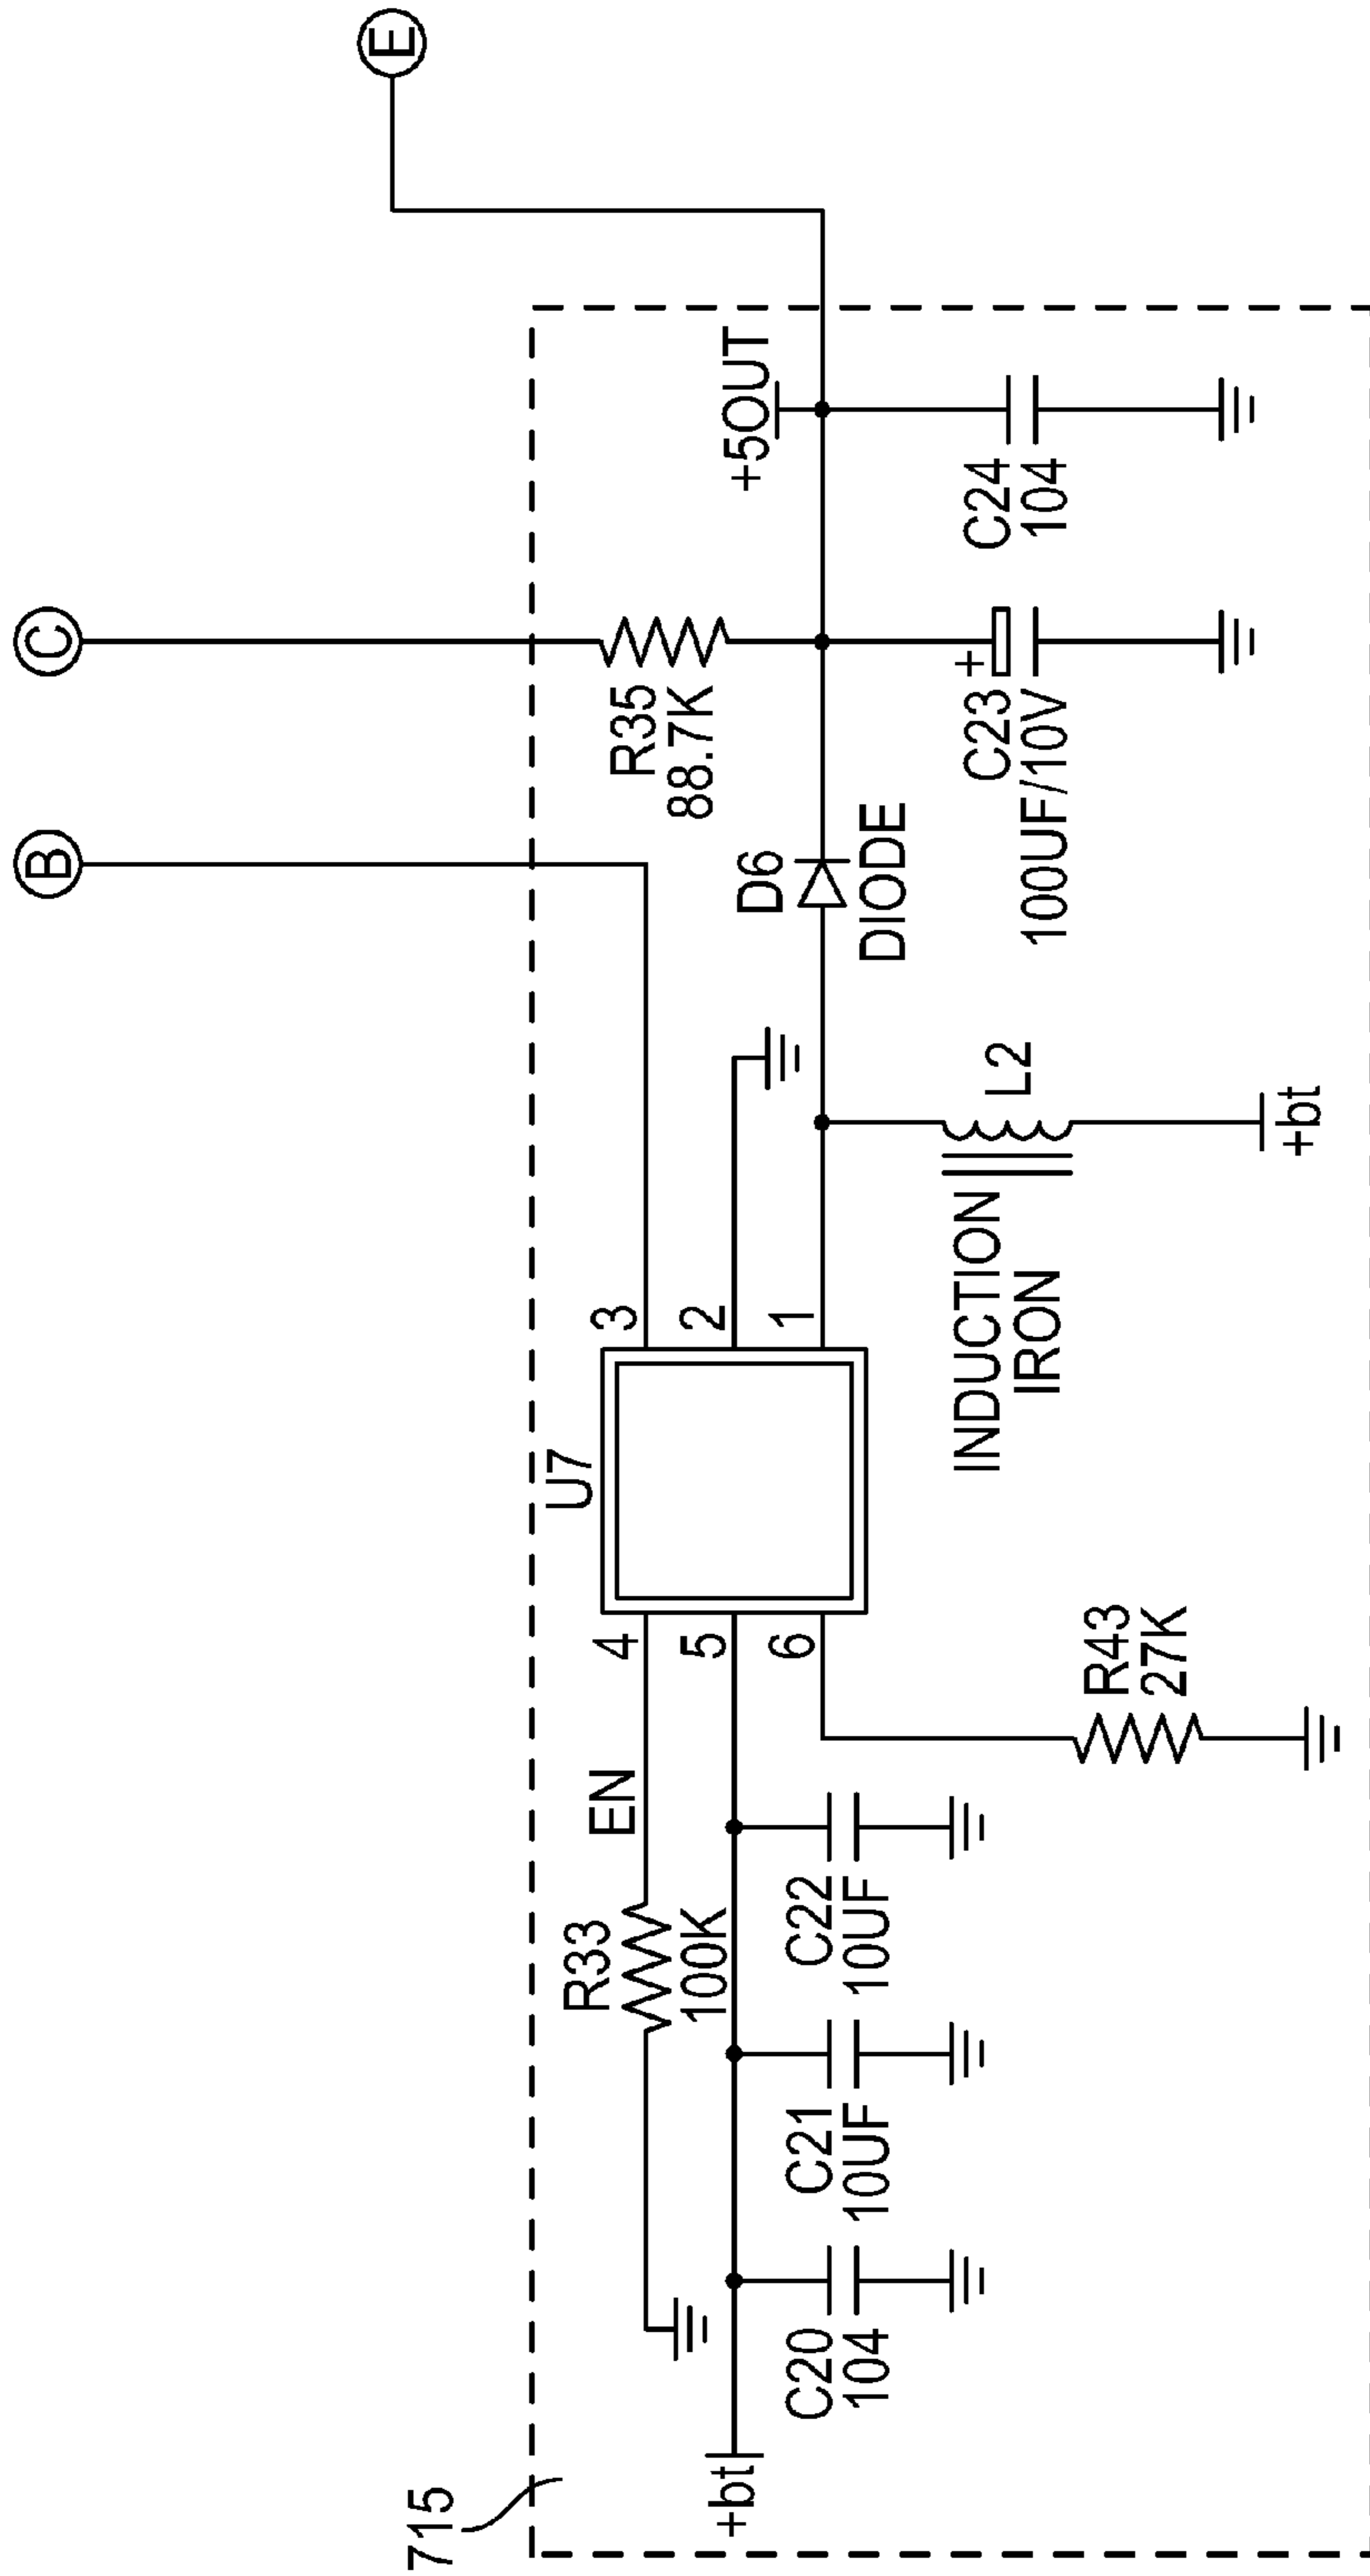 B
C
E
715
U7
R33
100K
EN
4
5
6
3
2
1
+bt
C20
104
C21
10UF
C22
10UF
R43
27K
INDUCTION
IRON
L2
+bt
D6
DIODE
R35
88.7K
+5OUT
+
C23
100UF/10V
C24
104